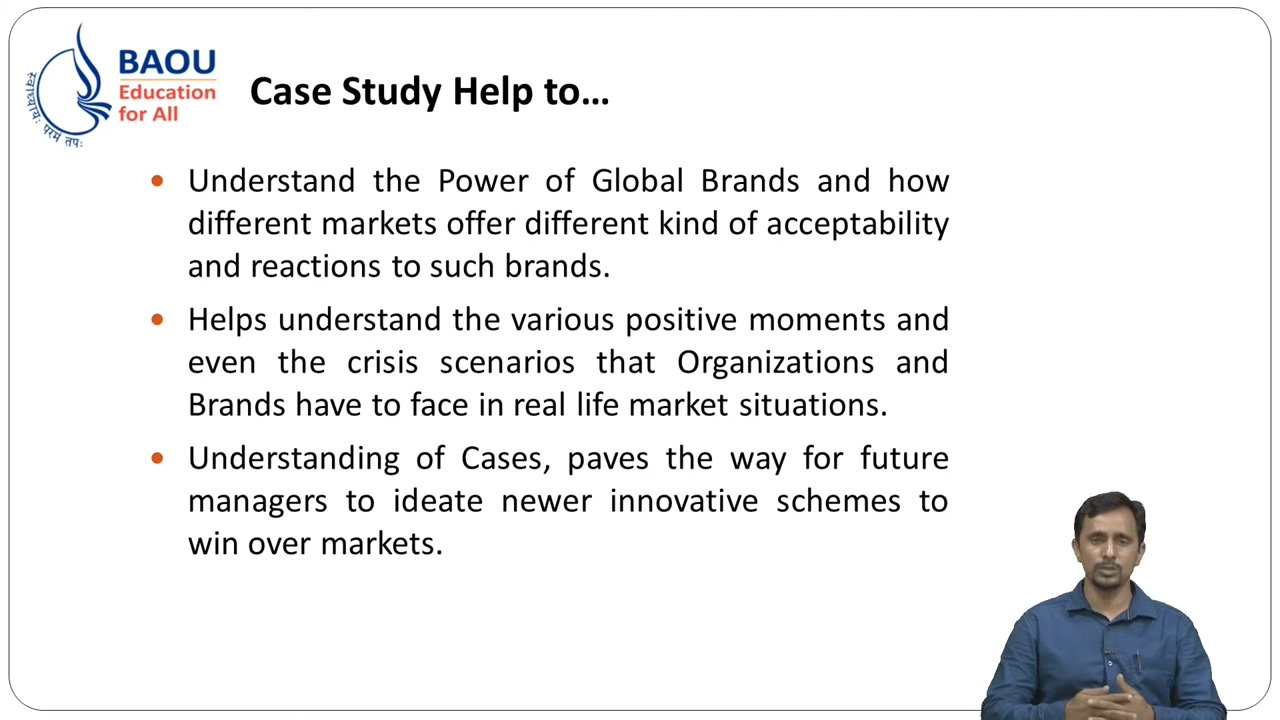 BAOU
Education
for All
स्वाध्यायः परमं तपः
Case Study Help to...
• Understand the Power of Global Brands and how
different markets offer different kind of acceptability
and reactions to such brands.
• Helps understand the various positive moments and
even the crisis scenarios that Organizations and
Brands have to face in real life market situations.
• Understanding of Cases, paves the way for future
managers to ideate newer innovative schemes to
win over markets.